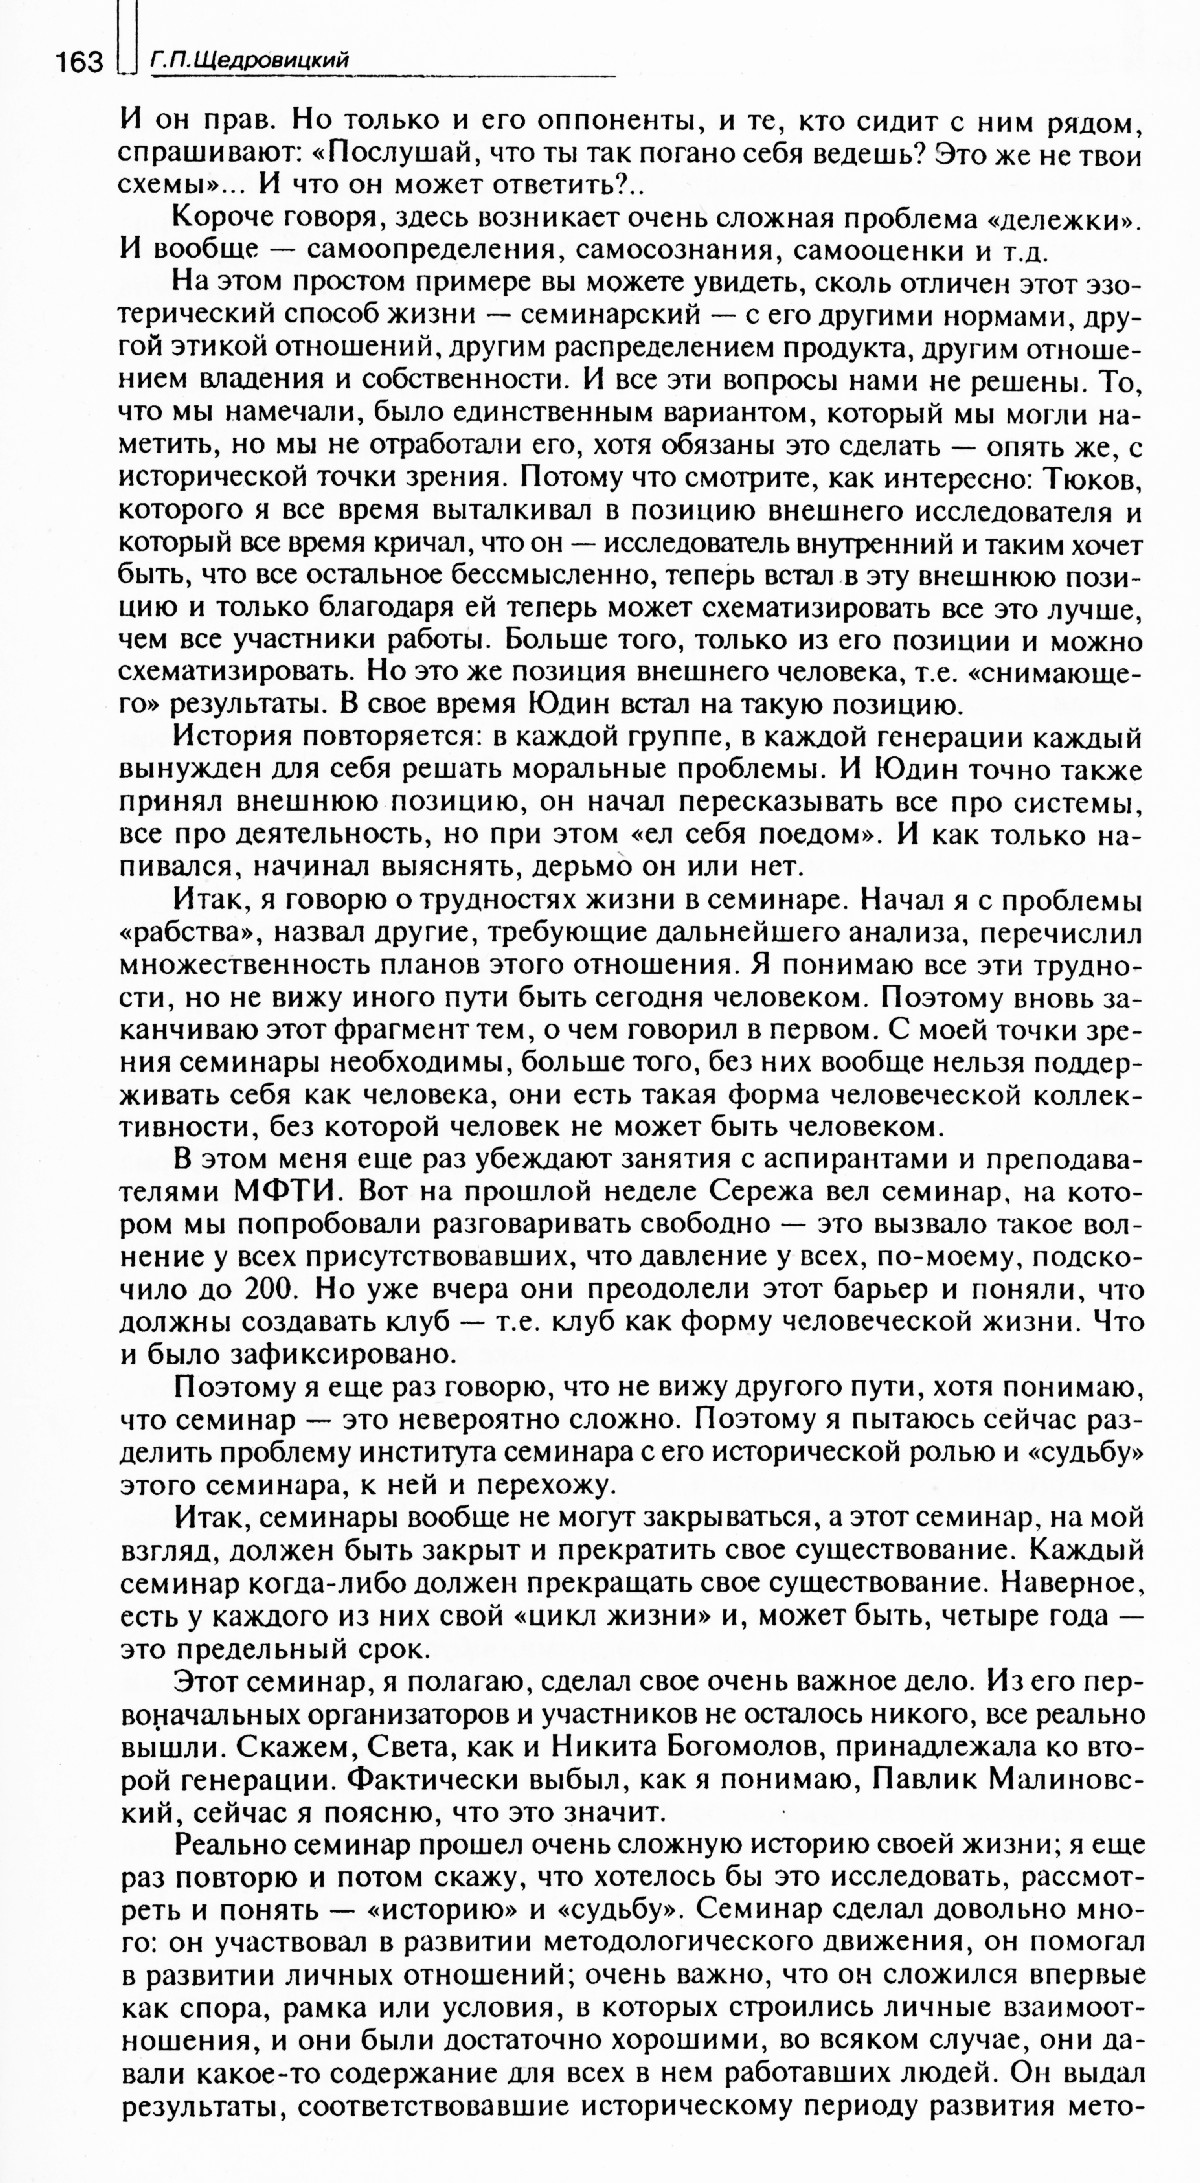 163 Г.П.Щедровицкий
И он прав. Но только и его оппоненты, и те, кто сидит с ним рядом,
спрашивают: «Послушай, что ты так погано себя ведешь? Это же не твои
схемы»... И что он может ответить?..
Короче говоря, здесь возникает очень сложная проблема «дележки».
И вообще — самоопределения, самосознания, самооценки и т.д.
На этом простом примере вы можете увидеть, сколь отличен этот эзо-
терический способ жизни — семинарский — с его другими нормами, дру-
гой этикой отношений, другим распределением продукта, другим отноше-
нием владения и собственности. И все эти вопросы нами не решены. То,
что мы намечали, было единственным вариантом, который мы могли на-
метить, но мы не отработали его, хотя обязаны это сделать — опять же, с
исторической точки зрения. Потому что смотрите, как интересно: Тюков,
которого я все время выталкивал в позицию внешнего исследователя и
который все время кричал, что он — исследователь внутренний и таким хочет
быть, что все остальное бессмысленно, теперь встал в эту внешнюю пози-
цию и только благодаря ей теперь может схематизировать все это лучше,
чем все участники работы. Больше того, только из его позиции и можно
схематизировать. Но это же позиция внешнего человека, т.е. «снимающе-
го» результаты. В свое время Юдин встал на такую позицию.
История повторяется: в каждой группе, в каждой генерации каждый
вынужден для себя решать моральные проблемы. И Юдин точно также
принял внешнюю позицию, он начал пересказывать все про системы,
все про деятельность, но при этом «ел себя поедом». И как только на-
пивался, начинал выяснять, дерьмо он или нет.
Итак, я говорю о трудностях жизни в семинаре. Начал я с проблемы
«рабства», назвал другие, требующие дальнейшего анализа, перечислил
множественность планов этого отношения. Я понимаю все эти трудно-
сти, но не вижу иного пути быть сегодня человеком. Поэтому вновь за-
канчиваю этот фрагмент тем, о чем говорил в первом. С моей точки зре-
ния семинары необходимы, больше того, без них вообще нельзя поддер-
живать себя как человека, они есть такая форма человеческой коллек-
тивности, без которой человек не может быть человеком.
В этом меня еще раз убеждают занятия с аспирантами и преподава-
телями МФТИ. Вот на прошлой неделе Сережа вел семинар, на кото-
ром мы попробовали разговаривать свободно — это вызвало такое вол-
нение у всех присутствовавших, что давление у всех, по-моему, подско-
чило до 200. Но уже вчера они преодолели этот барьер и поняли, что
должны создавать клуб — т.е. клуб как форму человеческой жизни. Что
и было зафиксировано.
Поэтому я еще раз говорю, что не вижу другого пути, хотя понимаю,
что семинар — это невероятно сложно. Поэтому я пытаюсь сейчас раз-
делить проблему института семинара с его исторической ролью и «судьбу»
этого семинара, к ней и перехожу.
Итак, семинары вообще не могут закрываться, а этот семинар, на мой
взгляд, должен быть закрыт и прекратить свое существование. Каждый
семинар когда-либо должен прекращать свое существование. Наверное,
есть у каждого из них свой «цикл жизни» и, может быть, четыре года —
это предельный срок.
Этот семинар, я полагаю, сделал свое очень важное дело. Из его пер-
воначальных организаторов и участников не осталось никого, все реально
вышли. Скажем, Света, как и Никита Богомолов, принадлежала ко вто-
рой генерации. Фактически выбыл, как я понимаю, Павлик Малиновс-
кий, сейчас я поясню, что это значит.
Реально семинар прошел очень сложную историю своей жизни; я еще
раз повторю и потом скажу, что хотелось бы это исследовать, рассмот-
реть и понять — «историю» и «судьбу». Семинар сделал довольно мно-
го: он участвовал в развитии методологического движения, он помогал
в развитии личных отношений; очень важно, что он сложился впервые
как спора, рамка или условия, в которых строились личные взаимоот-
ношения, и они были достаточно хорошими, во всяком случае, они да-
вали какое-то содержание для всех в нем работавших людей. Он выдал
результаты, соответствовавшие историческому периоду развития мето-